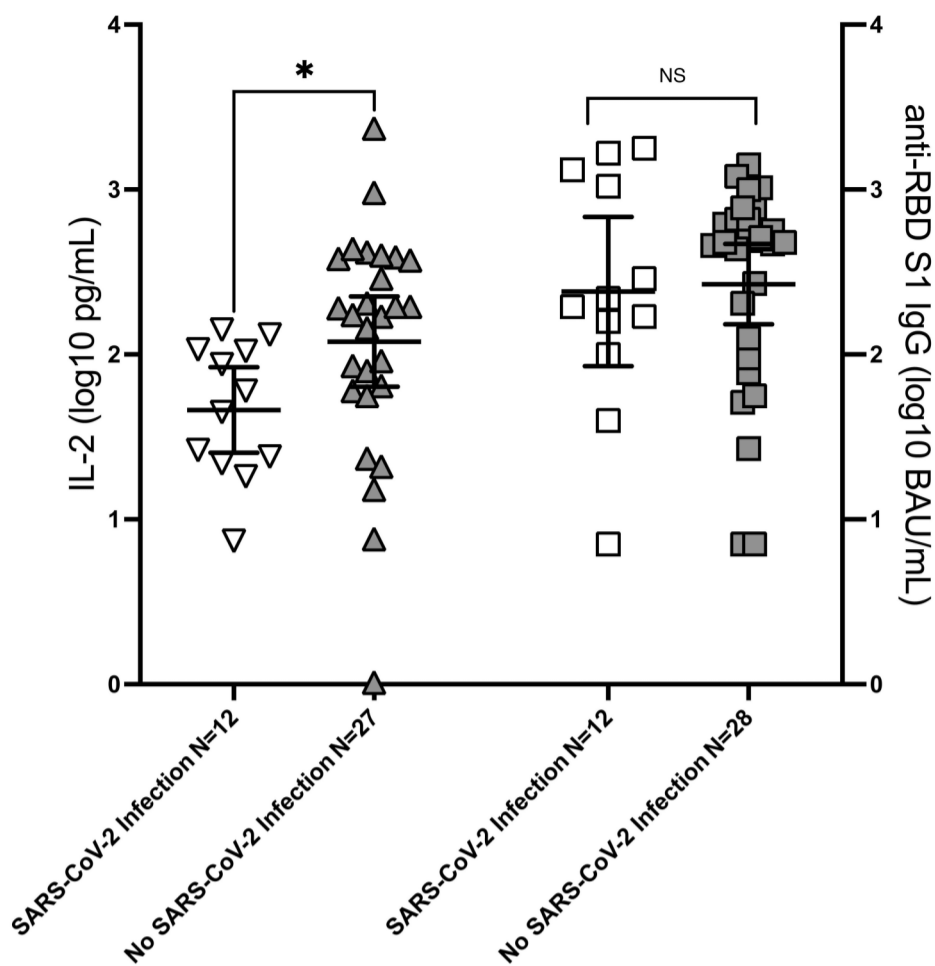 4
4
*
NS
3
3
IL-2 (log10 pg/mL)
anti-RBD S1 IgG (log10 BAU/mL)
2
2
1
1
0
0
SARS-CoV-2 Infection N=12
No SARS-CoV-2 Infection N=27
SARS-CoV-2 Infection N=12
No SARS-CoV-2 Infection N=28